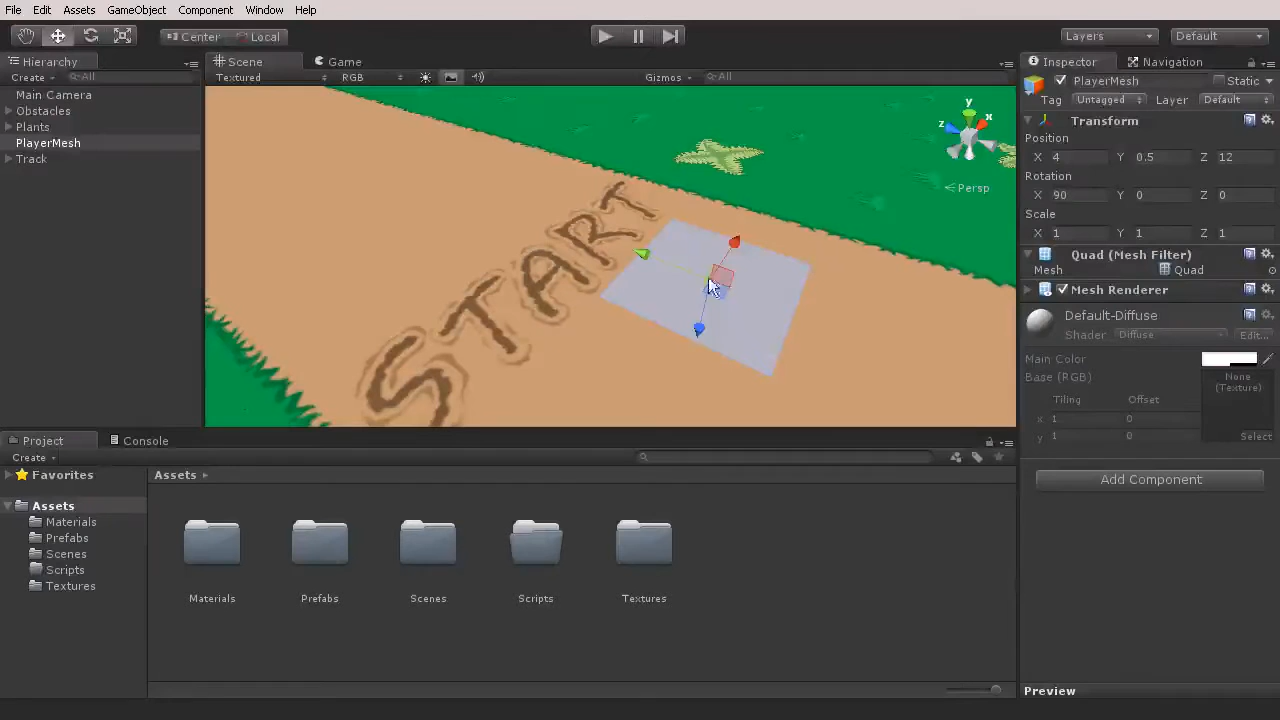 File Edit Assets GameObject Component Window Help
Center Local Layers Default
Hierarchy
Create All
Main Camera
Obstacles
Plants
PlayerMesh
Track
Scene Game
Textured RGB Gizmos All
START
y
x
z
Persp
Inspector Navigation
PlayerMesh Static
Tag Untagged Layer Default
Transform
Position
X 4 Y 0.5 Z 12
Rotation
X 90 Y 0 Z 0
Scale
X 1 Y 1 Z 1
Quad (Mesh Filter)
Mesh Quad
Mesh Renderer
Default-Diffuse
Shader Diffuse Edit...
Main Color
Base (RGB) None
(Texture)
Tiling Offset
x 1 0
y 1 0 Select
Add Component
Preview
Project Console
Create
Favorites
Assets
Materials
Prefabs
Scenes
Scripts
Textures
Assets
Materials Prefabs Scenes Scripts Textures